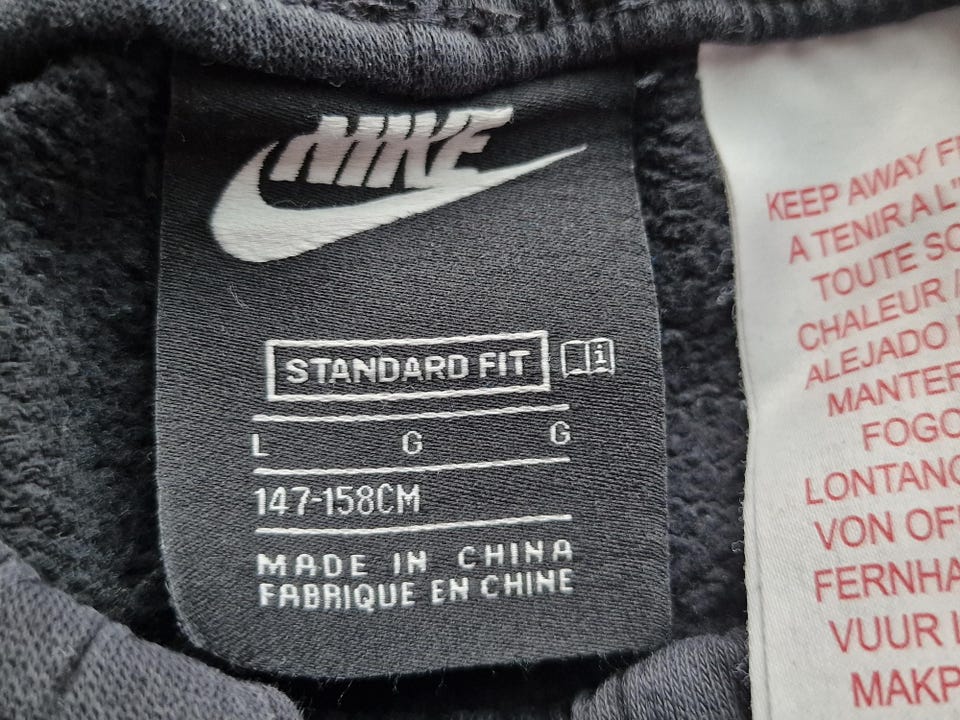 NIKE
STANDARD FIT
L G G
147-158CM
MADE IN CHINA
FABRIQUE EN CHINE
KEEP AWAY
A TENIR A
TOUTE
CHALEUR /
ALEJADO
MANTER
FOGO
LONTANO
VON
VUUR